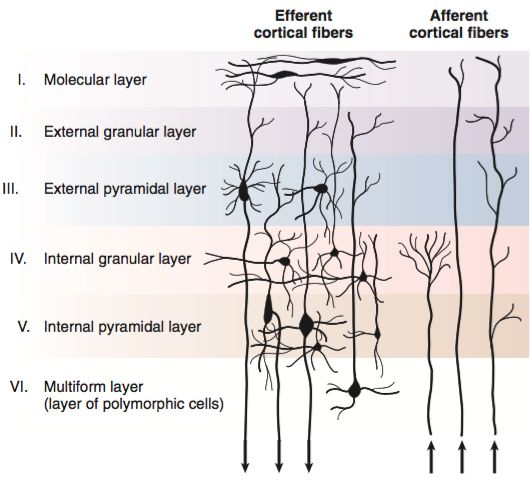 Efferent
cortical fibers
Afferent
cortical fibers
I. Molecular layer
II. External granular layer
III. External pyramidal layer
IV. Internal granular layer
V. Internal pyramidal layer
VI. Multiform layer
(layer of polymorphic cells)